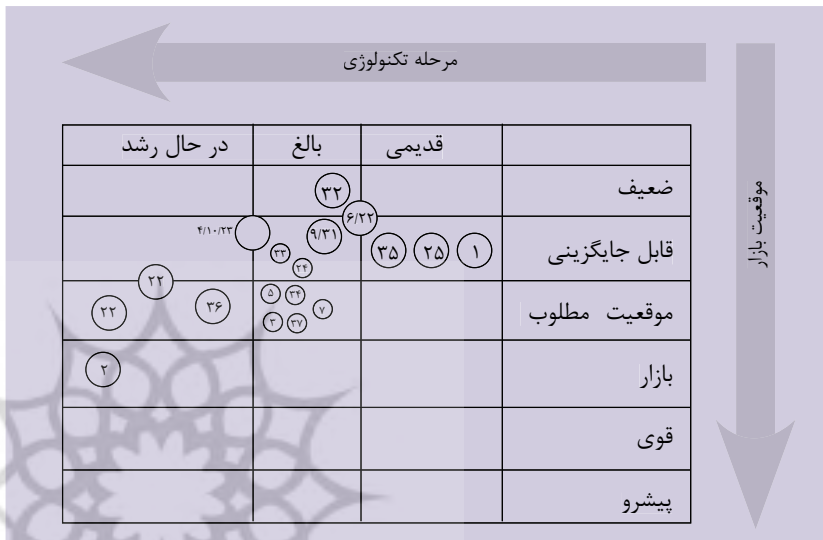 مرحله تکنولوژی
موقعیت بازار
قدیمی بالغ در حال رشد
ضعیف ۳۲
۶/۲۲
قابل جایگزینی ۱ ۲۵ ۳۵ ۹/۳۱ ۴/۱۰/۲۳
۳۳
۲۴
۲۲
موقعیت مطلوب ۷ ۳۴ ۵ ۳۶ ۲۲
۳۷ ۳
بازار ۲
قوی
پیشرو